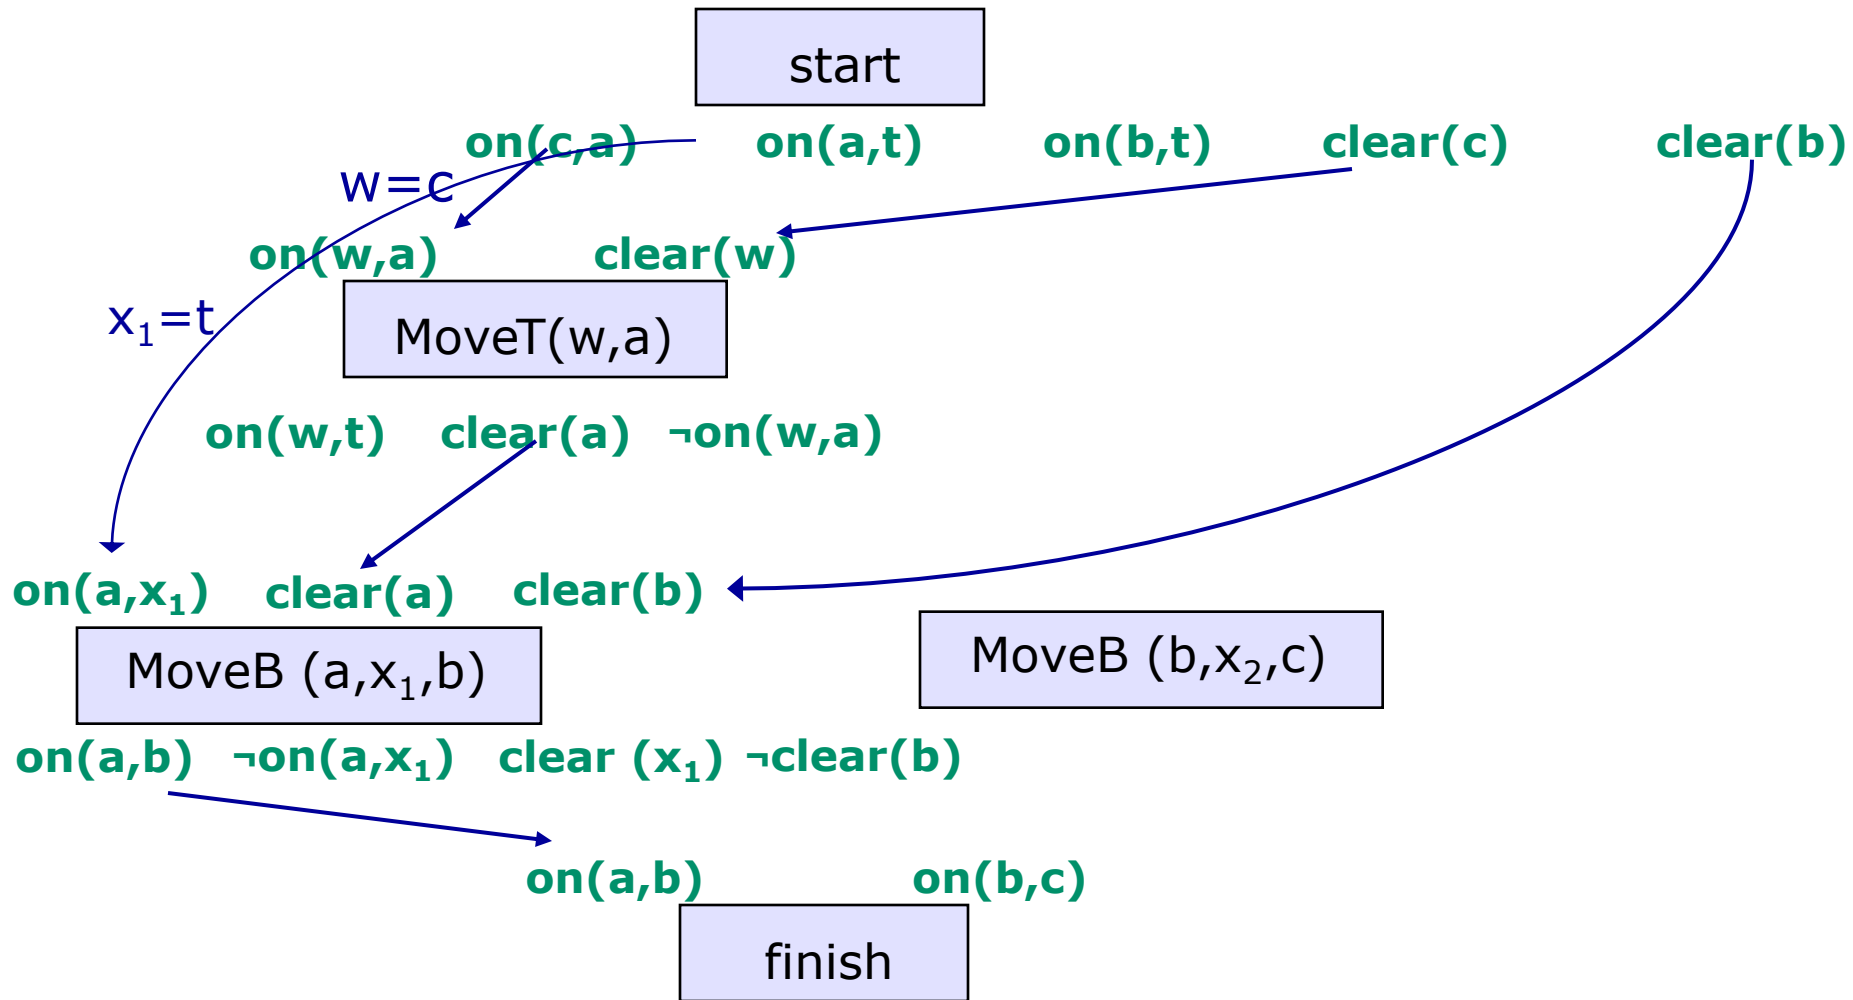 start
on(c,a) on(a,t) on(b,t) clear(c) clear(b)
w=c
on(w,a) clear(w)
x₁=t
MoveT(w,a)
on(w,t) clear(a) ¬on(w,a)
on(a,x₁) clear(a) clear(b)
MoveB (a,x₁,b) MoveB (b,x₂,c)
on(a,b) ¬on(a,x₁) clear (x₁) ¬clear(b)
on(a,b) on(b,c)
finish